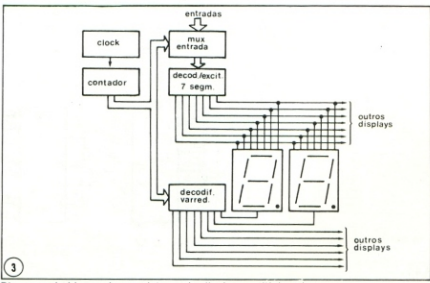 entradas
clock
mux
entrada
contador
decod./excit.
7 segm.
outros
displays
decodif.
varred.
outros
displays
3